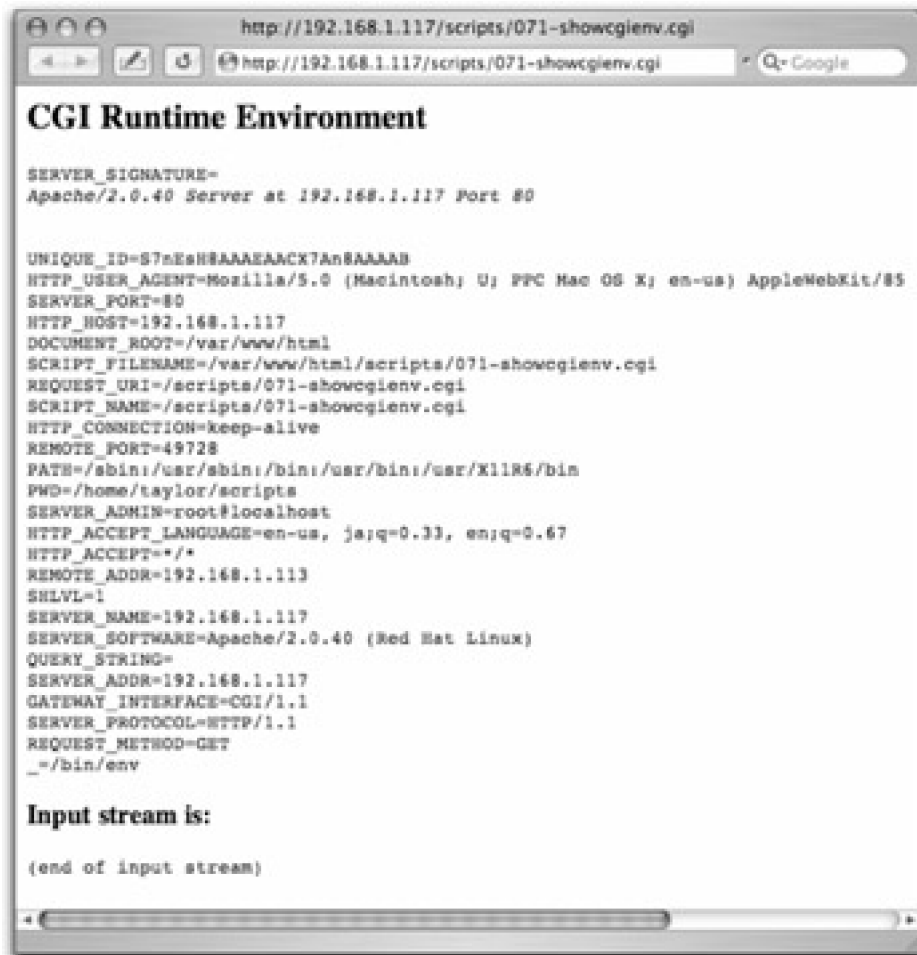 http://192.168.1.117/scripts/071-showcgienv.cgi
http://192.168.1.117/scripts/071-showcgienv.cgi
Google
CGI Runtime Environment
SERVER_SIGNATURE=
Apache/2.0.40 Server at 192.168.1.117 Port 80
UNIQUE_ID=
HTTP_USER_AGENT=Mozilla/5.0 (Macintosh; U; PPC Mac OS X; en-us) AppleWebKit/85
SERVER_PORT=80
HTTP_HOST=192.168.1.117
DOCUMENT_ROOT=/var/www/html
SCRIPT_FILENAME=/var/www/html/scripts/071-showcgienv.cgi
REQUEST_URI=/scripts/071-showcgienv.cgi
SCRIPT_NAME=/scripts/071-showcgienv.cgi
HTTP_CONNECTION=keep-alive
REMOTE_PORT=49728
PATH=/sbin:/usr/sbin:/bin:/usr/bin:/usr/X11R6/bin
PWD=/home/taylor/scripts
SERVER_ADMIN=root@localhost
HTTP_ACCEPT_LANGUAGE=en-us, ja;q=0.33, en;q=0.67
HTTP_ACCEPT=*/*
REMOTE_ADDR=192.168.1.113
SHLVL=1
SERVER_NAME=192.168.1.117
SERVER_SOFTWARE=Apache/2.0.40 (Red Hat Linux)
QUERY_STRING=
SERVER_ADDR=192.168.1.117
GATEWAY_INTERFACE=CGI/1.1
SERVER_PROTOCOL=HTTP/1.1
REQUEST_METHOD=GET
_=/bin/env
Input stream is:
(end of input stream)